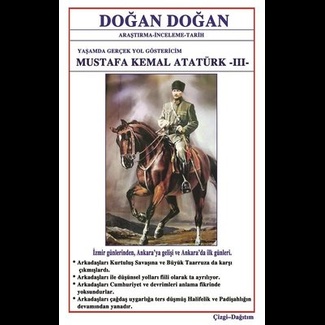 DOĞAN DOĞAN
ARAŞTIRMA-İNCELEME-TARİH
YAŞAMDA GERÇEK YOL GÖSTERİCİM
MUSTAFA KEMAL ATATÜRK -III-
İzmir günlerinden, Ankara'ya gelişi ve Ankara'da ilk günleri.
* Arkadaşları Kurtuluş Savaşına ve Büyük Taarruza da karşı
çıkmışlardı.
* Arkadaşları ile düşünsel yolları fiili olarak ta ayrılıyor.
* Arkadaşları Cumhuriyet ve devrimleri anlama fikrinde
yoksundurlar.
* Arkadaşları çağdaş uygarlığa ters düşmüş Halifelik ve Padişahlığın
devamından yanadır.
Çizgi-Dağıtım